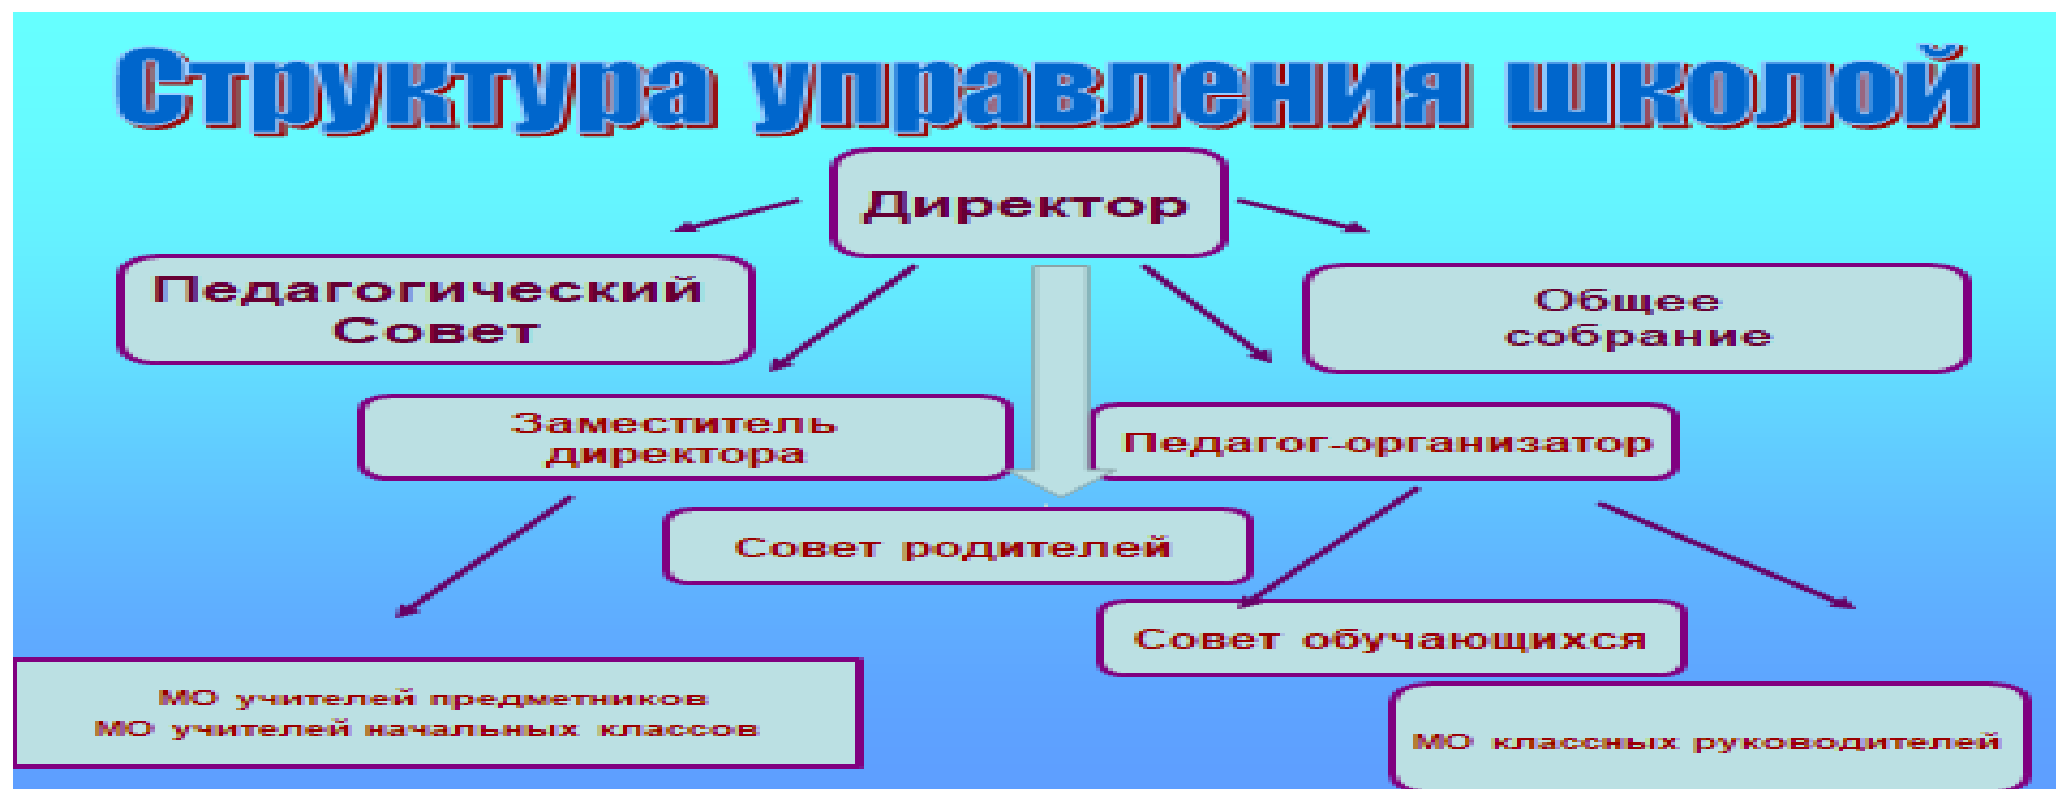 Структура управления школой
Директор
Педагогический
Совет
Общее
собрание
Заместитель
директора
Педагог-организатор
Совет родителей
Совет обучающихся
МО учителей предметников
МО учителей начальных классов
МО классных руководителей